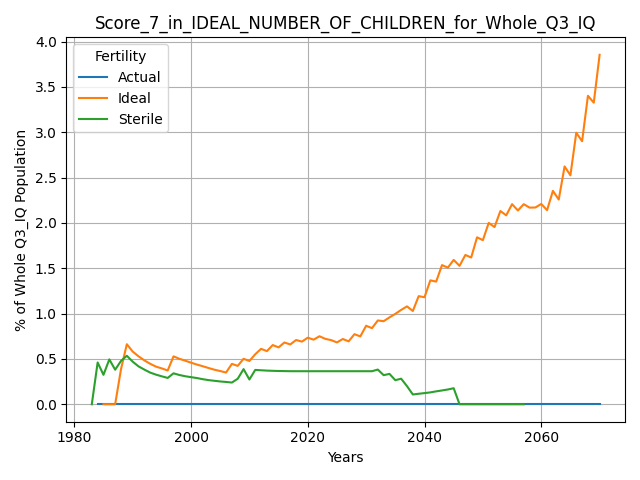 Score_7_in_IDEAL_NUMBER_OF_CHILDREN_for_Whole_Q3_IQ
% of Whole Q3_IQ Population
4.0
3.5
3.0
2.5
2.0
1.5
1.0
0.5
0.0
Fertility
Actual
Ideal
Sterile
1980
2000
2020
2040
2060
Years